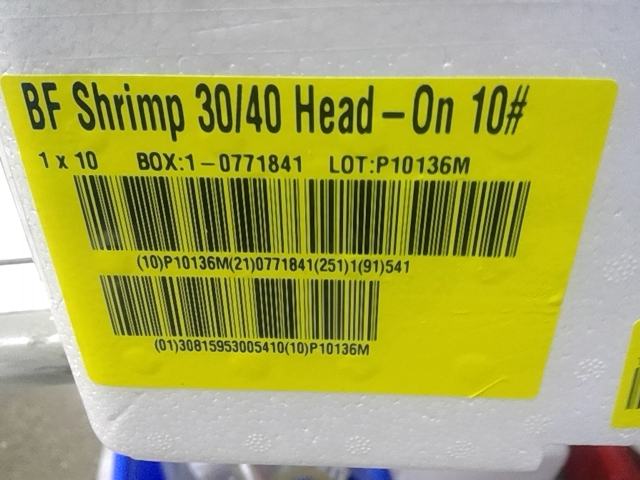 BF Shrimp 30/40 Head-On 10#
1 x 10 BOX:1-0771841 LOT:P10136M
(10)P10136M(21)0771841(251)1(91)541
(01)30815953005410(10)P10136M